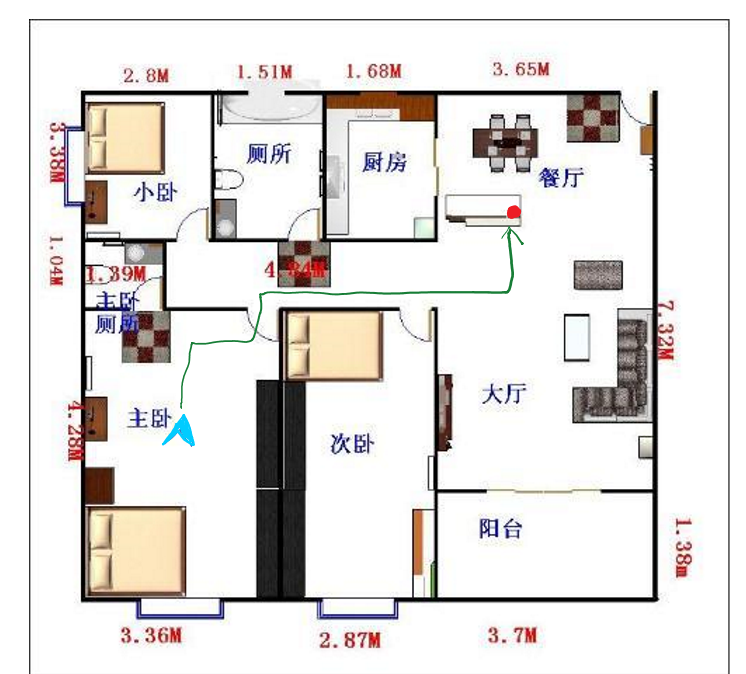 2.8M
1.51M
1.68M
3.65M
3.38M
小卧
厕所
厨房
餐厅
1.04M
1.39M
4.84M
主卧
厕所
7.32M
大厅
4.28M
主卧
次卧
阳台
1.38m
3.36M
2.87M
3.7M